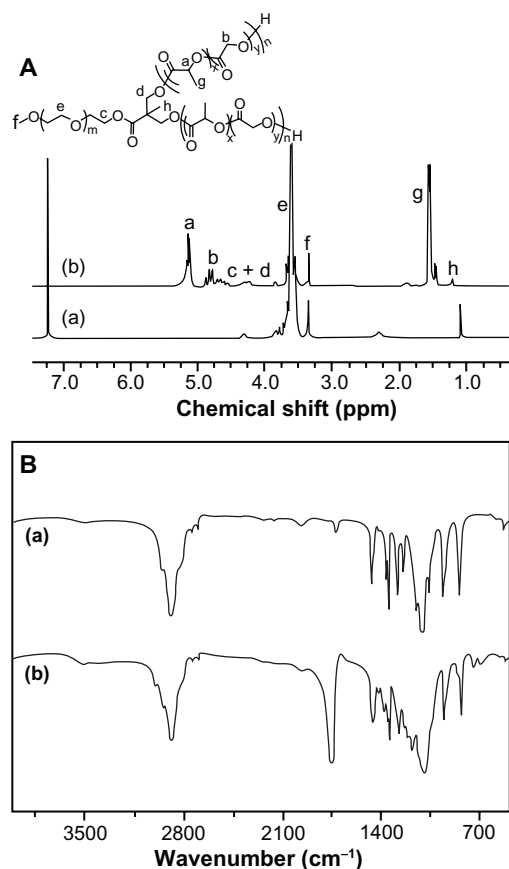 A
H
b
O
O
O
y
n
a
O
x
O
g
O
d
O
h
f
O
e
O
m
c
O
O
O
O
x
O
O
y
n
H
O
O
a
b
c + d
e
f
g
h
(b)
(a)
7.0 6.0 5.0 4.0 3.0 2.0 1.0
Chemical shift (ppm)
B
(a)
(b)
3500 2800 2100 1400 700
Wavenumber (cm⁻¹)